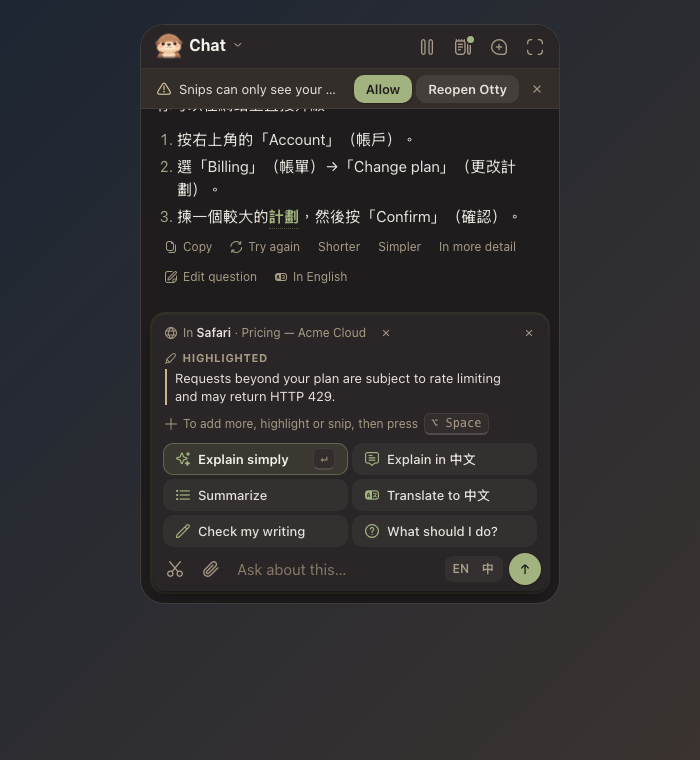 Chat
Snips can only see your ...
Allow
Reopen Otty
1. 按右上角的「Account」（帳戶）。
2. 選「Billing」（帳單）→「Change plan」（更改計
劃）。
3. 揀一個較大的計劃，然後按「Confirm」（確認）。
Copy
Try again
Shorter
Simpler
In more detail
Edit question
In English
In Safari · Pricing — Acme Cloud
HIGHLIGHTED
Requests beyond your plan are subject to rate limiting
and may return HTTP 429.
To add more, highlight or snip, then press ⌥ Space
Explain simply
Explain in 中文
Summarize
Translate to 中文
Check my writing
What should I do?
Ask about this...
EN 中